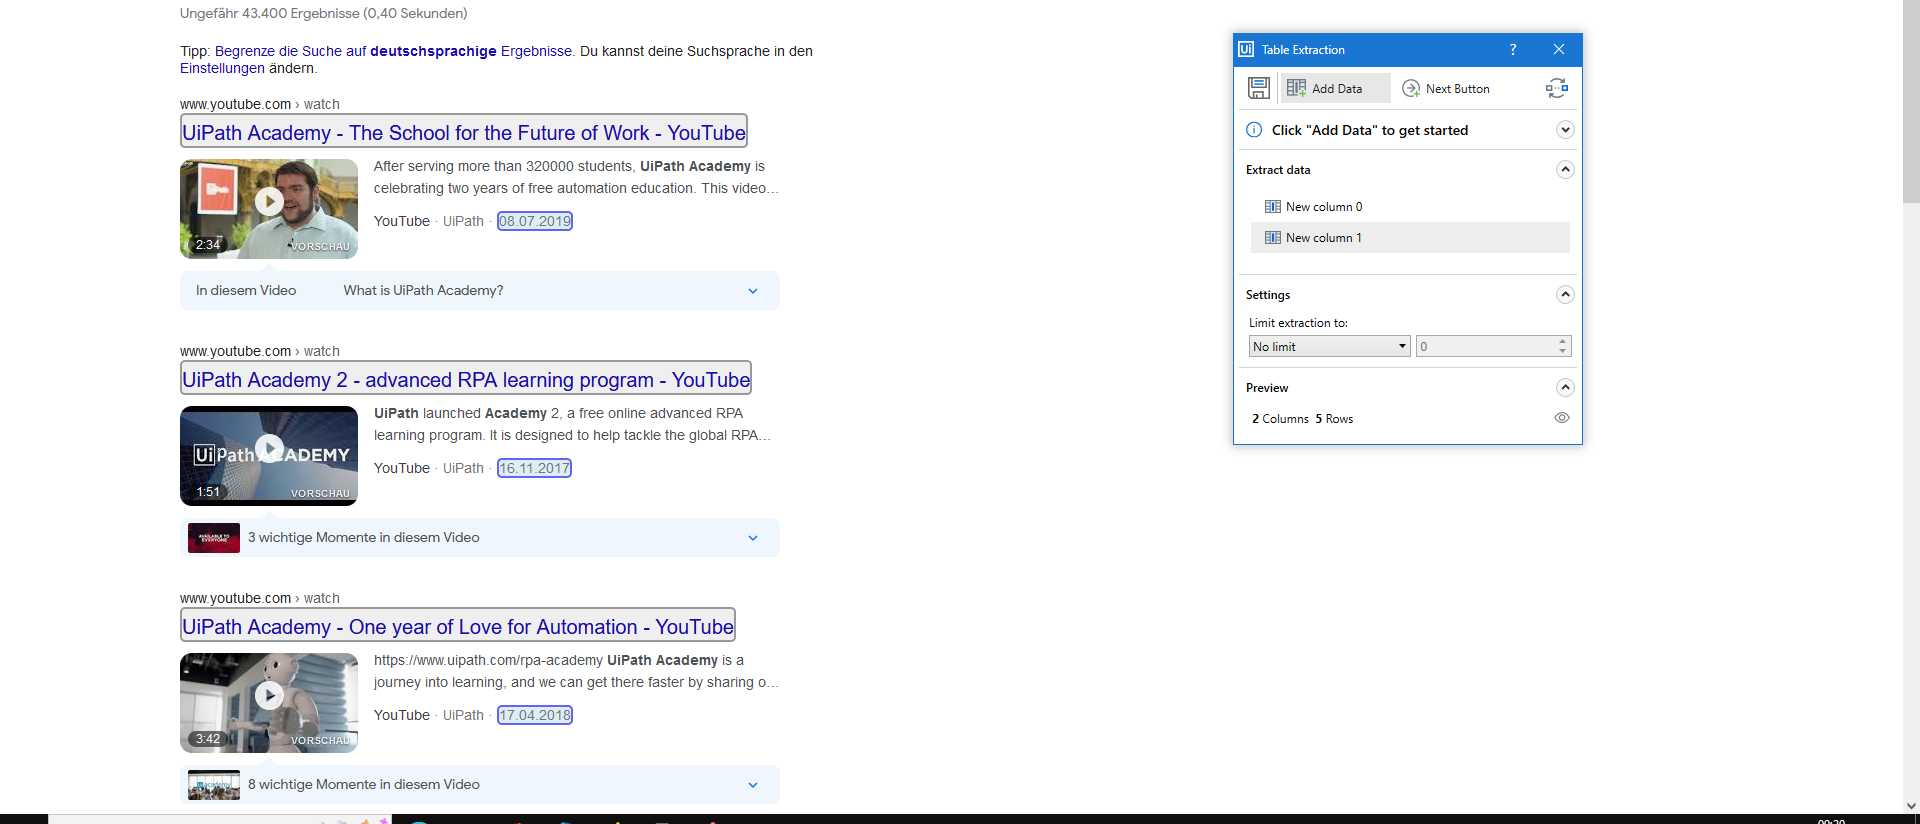 Ungefähr 43.400 Ergebnisse (0,40 Sekunden)
Tipp: Begrenze die Suche auf deutschsprachige Ergebnisse. Du kannst deine Suchsprache in den
Einstellungen ändern.
www.youtube.com › watch
UiPath Academy - The School for the Future of Work - YouTube
After serving more than 320000 students, UiPath Academy is
celebrating two years of free automation education. This video...
YouTube · UiPath · 08.07.2019
2:34
VORSCHAU
In diesem Video What is UiPath Academy?
www.youtube.com › watch
UiPath Academy 2 - advanced RPA learning program - YouTube
UiPath launched Academy 2, a free online advanced RPA
learning program. It is designed to help tackle the global RPA...
YouTube · UiPath · 16.11.2017
UiPath ACADEMY
1:51
VORSCHAU
AVAILABLE TO
EVERYONE
3 wichtige Momente in diesem Video
www.youtube.com › watch
UiPath Academy - One year of Love for Automation - YouTube
https://www.uipath.com/rpa-academy UiPath Academy is a
journey into learning, and we can get there faster by sharing o...
YouTube · UiPath · 17.04.2018
3:42
VORSCHAU
8 wichtige Momente in diesem Video
Ui Table Extraction ?
Add Data Next Button
Click "Add Data" to get started
Extract data
New column 0
New column 1
Settings
Limit extraction to:
No limit 0
Preview
2 Columns 5 Rows